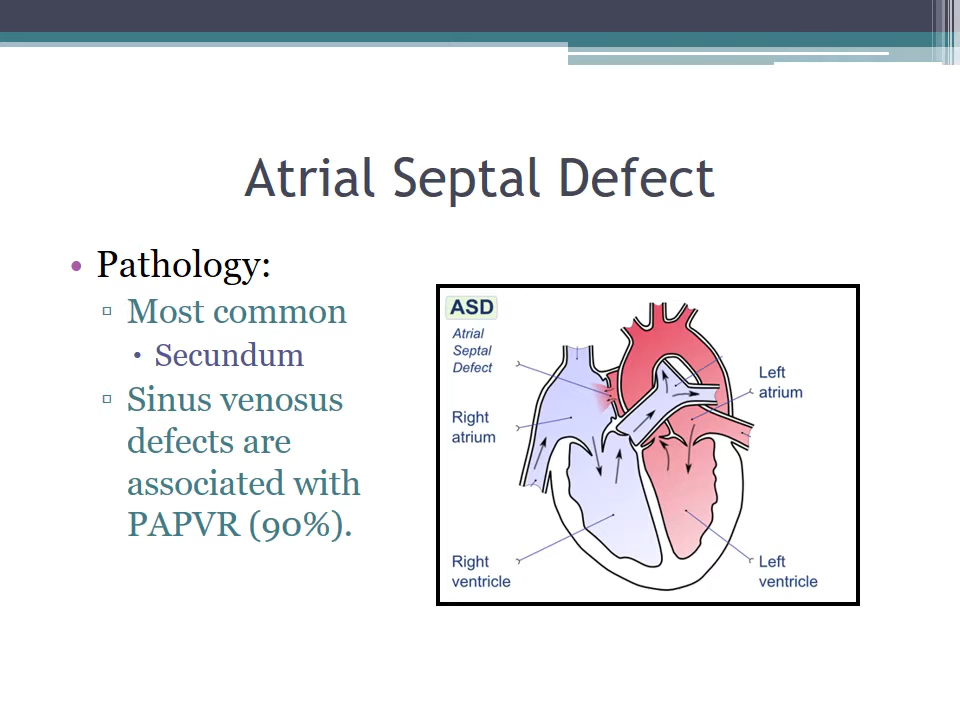 Atrial Septal Defect
• Pathology:
▫ Most common
• Secundum
▫ Sinus venosus
defects are
associated with
PAPVR (90%).
ASD
Atrial
Septal
Defect
Right
atrium
Left
atrium
Right
ventricle
Left
ventricle